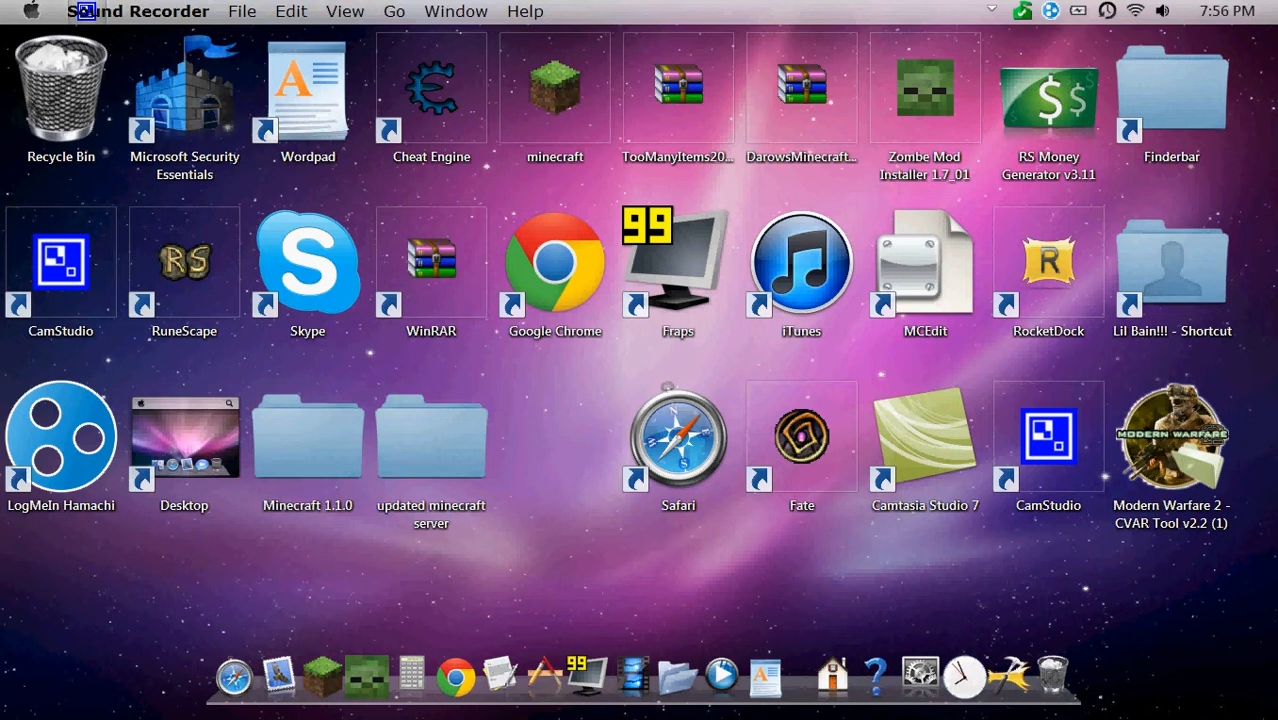 Sound Recorder File Edit View Go Window Help 7:56 PM
Recycle Bin
Microsoft Security
Essentials
Wordpad
Cheat Engine
minecraft
TooManyItems20...
DarowsMinecraft...
Zombe Mod
Installer 1.7_01
RS Money
Generator v3.11
Finderbar
CamStudio
RS
RuneScape
Skype
WinRAR
Google Chrome
99
Fraps
iTunes
MCEdit
R
RocketDock
Lil Bain!!! - Shortcut
LogMeIn Hamachi
Desktop
Minecraft 1.1.0
updated minecraft
server
Safari
Fate
Camtasia Studio 7
CamStudio
MODERN WARFARE
Modern Warfare 2 -
CVAR Tool v2.2 (1)
99